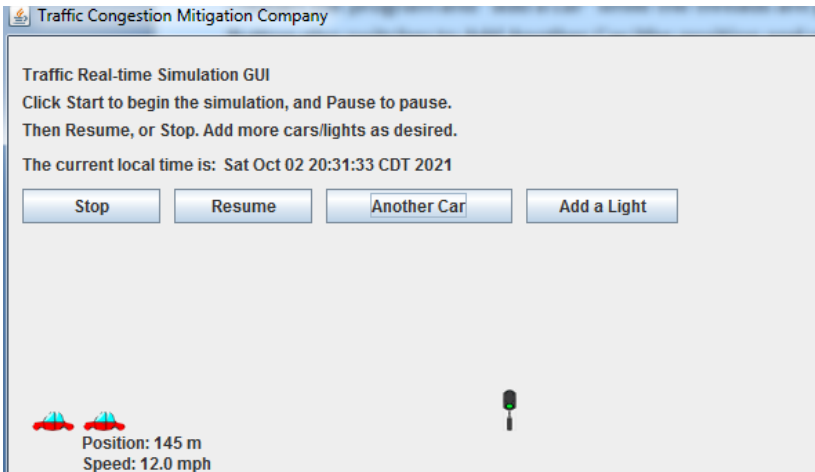 Traffic Congestion Mitigation Company
Traffic Real-time Simulation GUI
Click Start to begin the simulation, and Pause to pause.
Then Resume, or Stop. Add more cars/lights as desired.
The current local time is: Sat Oct 02 20:31:33 CDT 2021
Stop Resume Another Car Add a Light
Position: 145 m
Speed: 12.0 mph